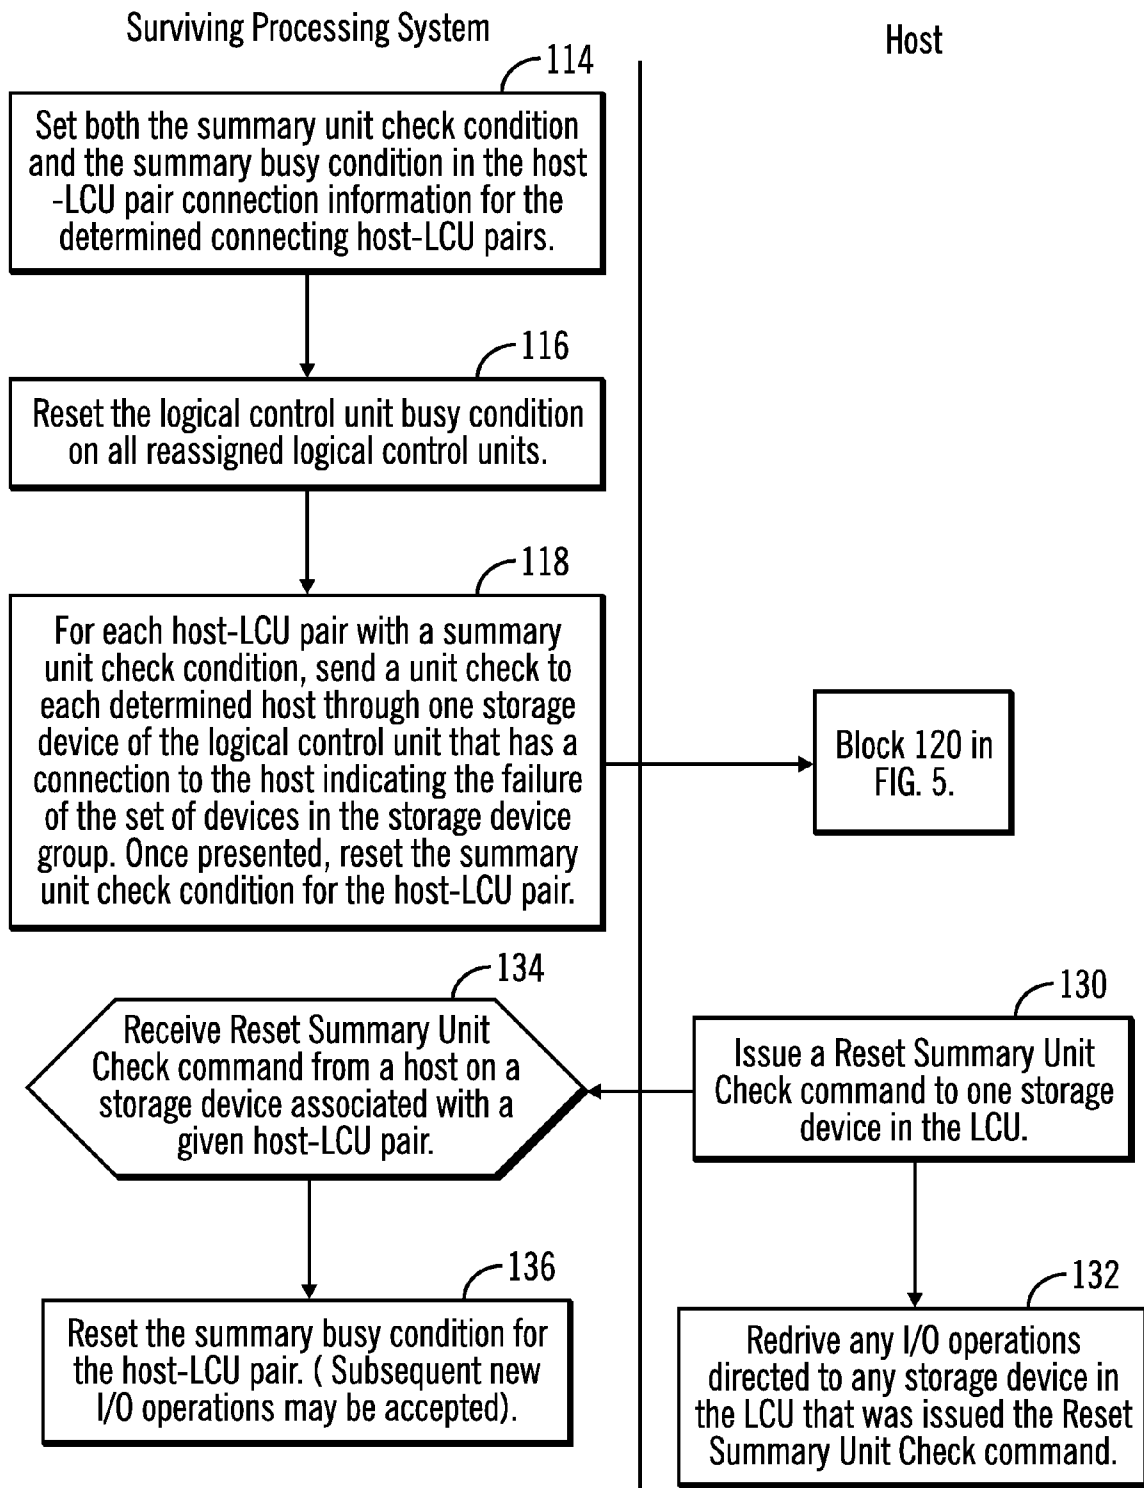 Surviving Processing System
Host
114
Set both the summary unit check condition
and the summary busy condition in the host
-LCU pair connection information for the
determined connecting host-LCU pairs.
116
Reset the logical control unit busy condition
on all reassigned logical control units.
118
For each host-LCU pair with a summary
unit check condition, send a unit check to
each determined host through one storage
device of the logical control unit that has a
connection to the host indicating the failure
of the set of devices in the storage device
group. Once presented, reset the summary
unit check condition for the host-LCU pair.
Block 120 in
FIG. 5.
134
Receive Reset Summary Unit
Check command from a host on a
storage device associated with a
given host-LCU pair.
130
Issue a Reset Summary Unit
Check command to one storage
device in the LCU.
136
Reset the summary busy condition for
the host-LCU pair. ( Subsequent new
I/O operations may be accepted).
132
Redrive any I/O operations
directed to any storage device in
the LCU that was issued the Reset
Summary Unit Check command.